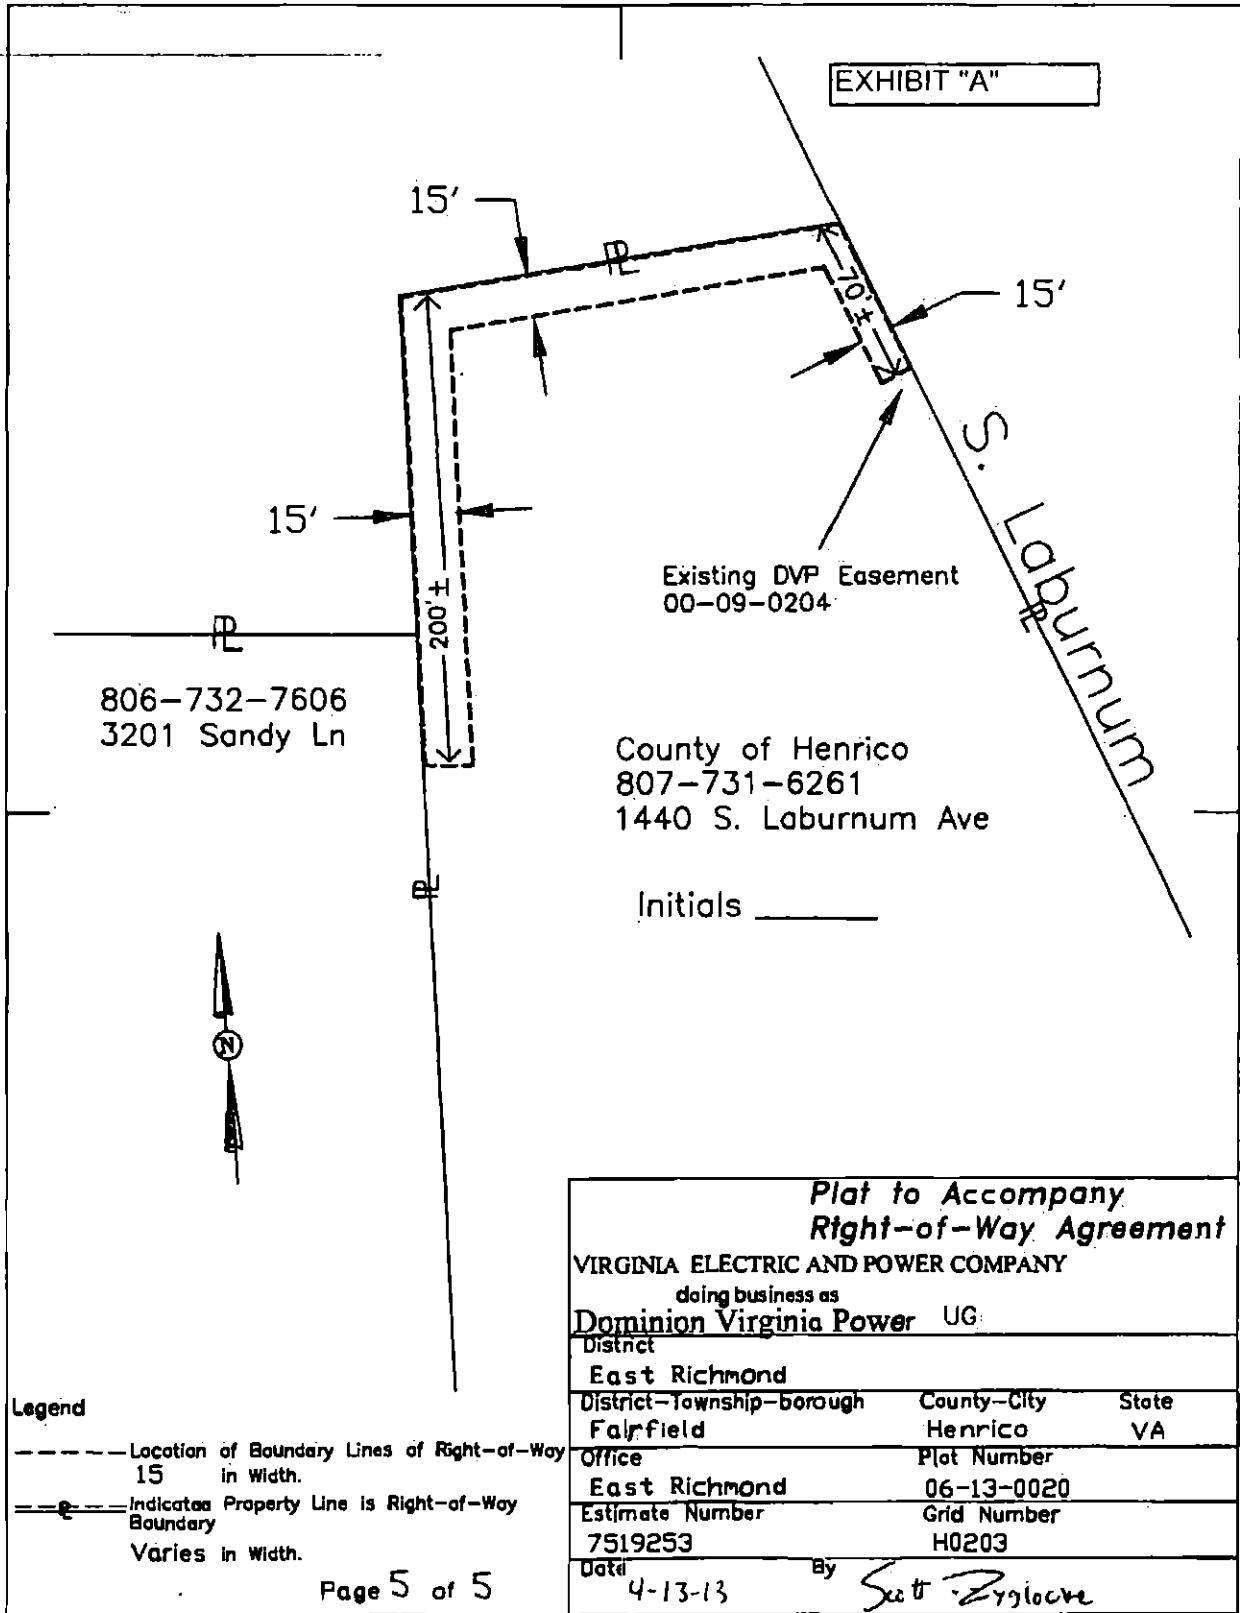 EXHIBIT "A"
15'
15'
70'±
15'
200'±
S. Laburnum
Existing DVP Easement
00-09-0204
806-732-7606
3201 Sandy Ln
County of Henrico
807-731-6261
1440 S. Laburnum Ave
Initials
N
Plat to Accompany
Right-of-Way Agreement
VIRGINIA ELECTRIC AND POWER COMPANY
doing business as
Dominion Virginia Power UG
District
East Richmond
District-Township-borough County-City State
Fairfield Henrico VA
Office Plat Number
East Richmond 06-13-0020
Estimate Number Grid Number
7519253 H0203
Date By
4-13-13 Scott
Legend
Location of Boundary Lines of Right-of-Way
15 in Width.
Indicates Property Line is Right-of-Way
Boundary
Varies in Width.
Page 5 of 5